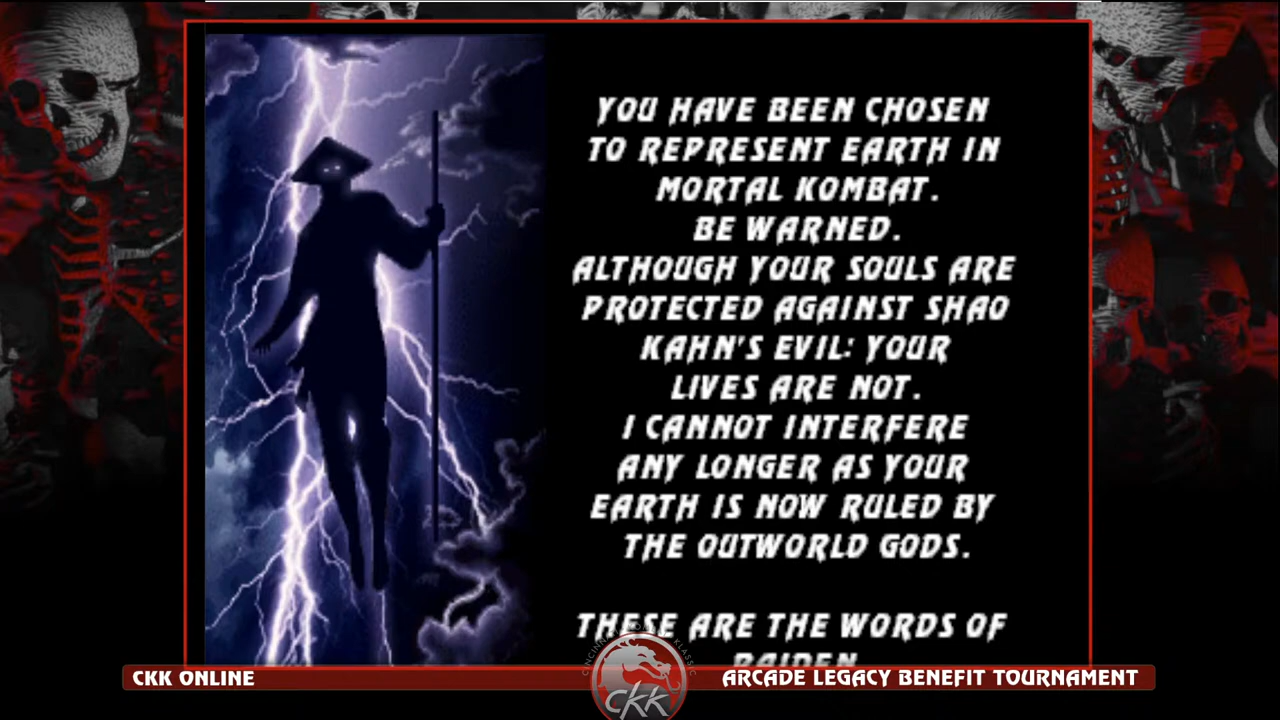 YOU HAVE BEEN CHOSEN
TO REPRESENT EARTH IN
MORTAL KOMBAT.
BE WARNED.
ALTHOUGH YOUR SOULS ARE
PROTECTED AGAINST SHAO
KAHN'S EVIL: YOUR
LIVES ARE NOT.
I CANNOT INTERFERE
ANY LONGER AS YOUR
EARTH IS NOW RULED BY
THE OUTWORLD GODS.
THESE ARE THE WORDS OF
RAIDEN
CKK ONLINE
CKK
ARCADE LEGACY BENEFIT TOURNAMENT